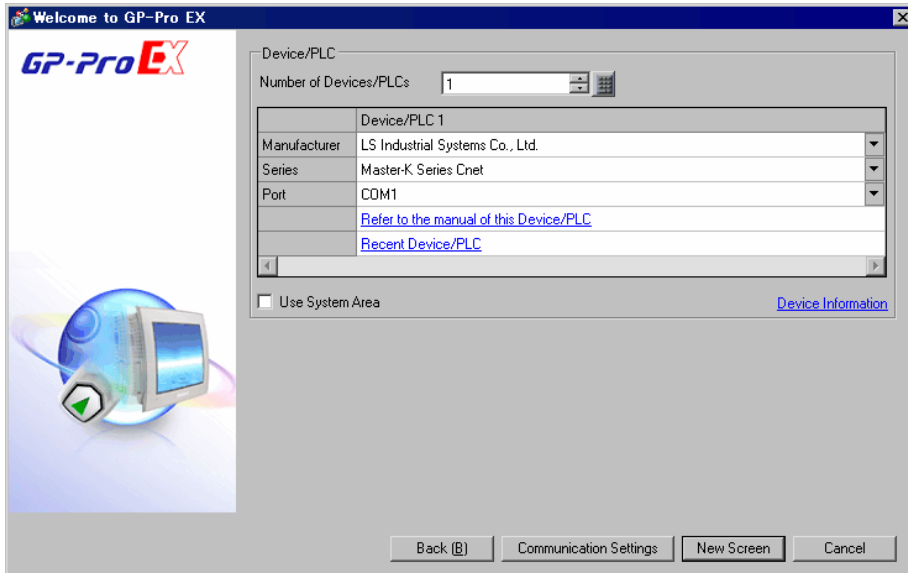 Welcome to GP-Pro EX
GP-Pro EX
Device/PLC
Number of Devices/PLCs 1
Device/PLC 1
Manufacturer LS Industrial Systems Co., Ltd.
Series Master-K Series Cnet
Port COM1
Refer to the manual of this Device/PLC
Recent Device/PLC
Use System Area Device Information
Back (B) Communication Settings New Screen Cancel